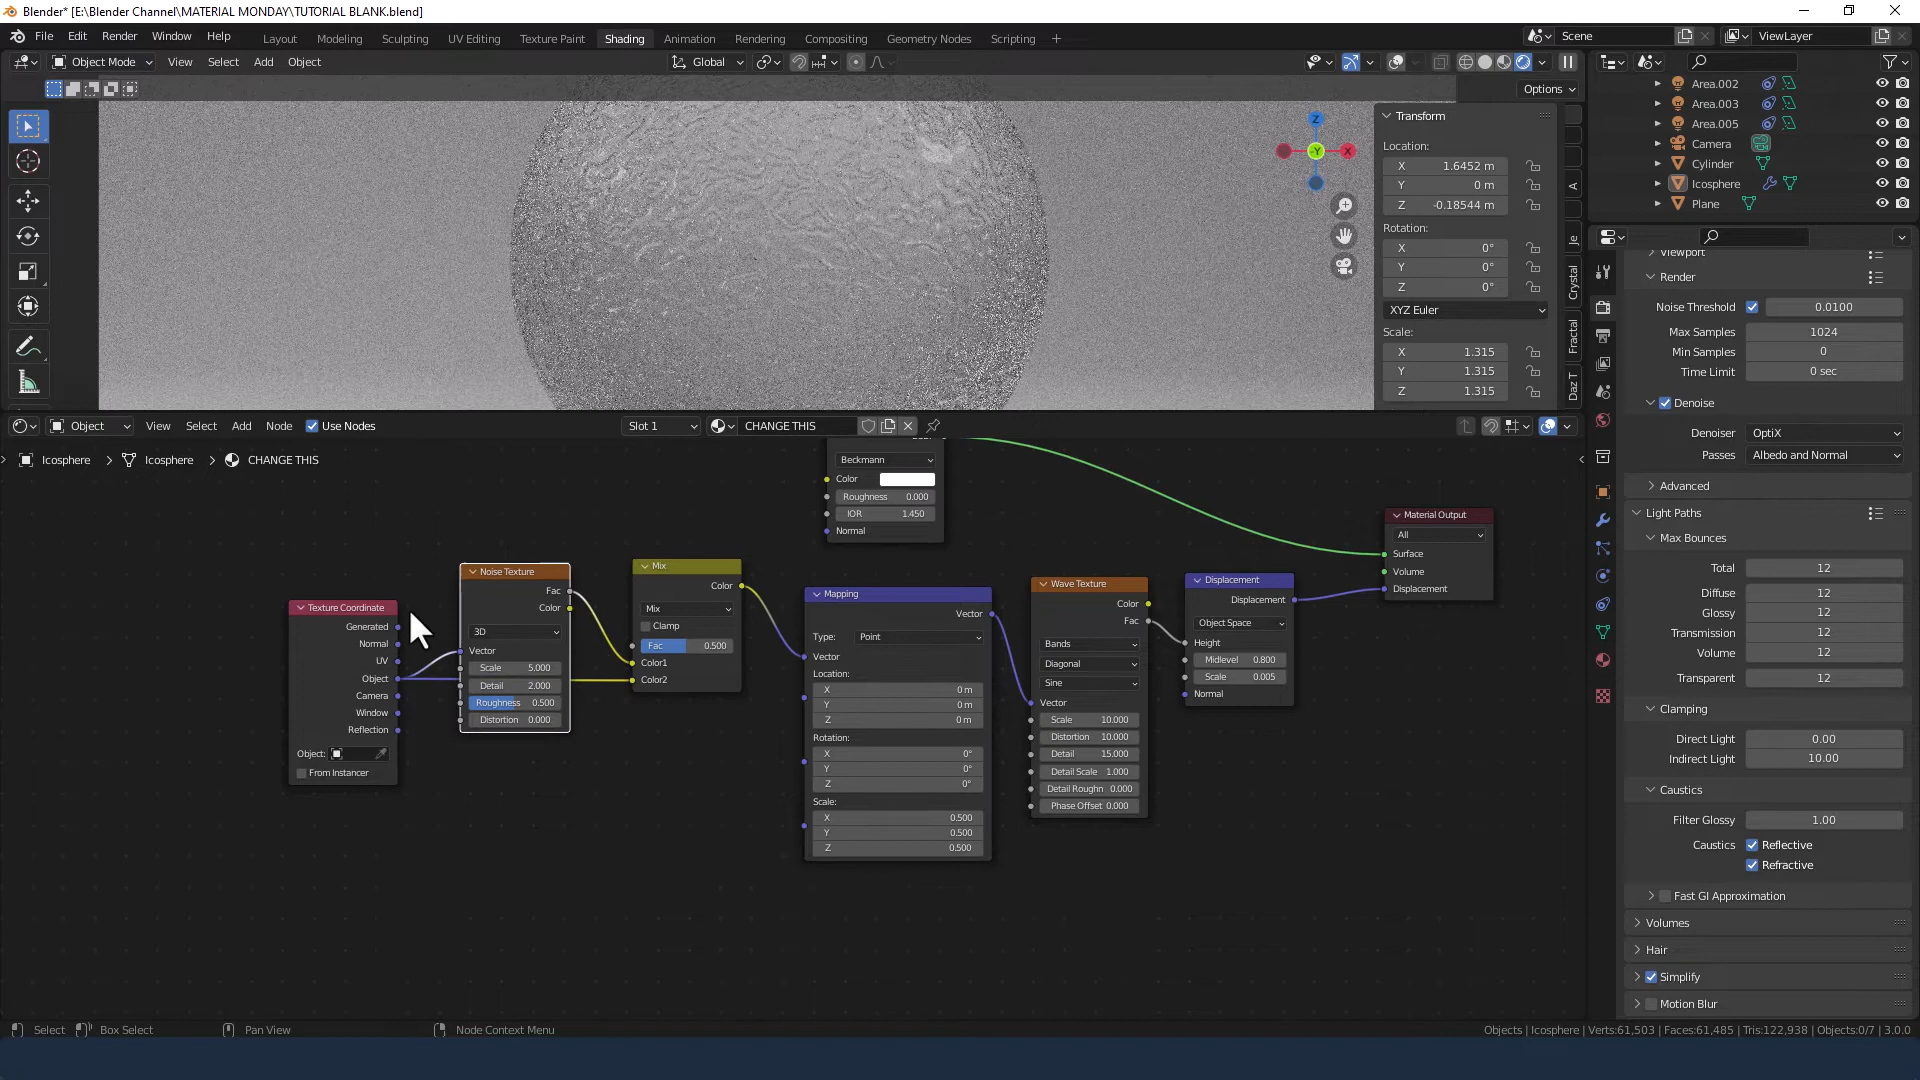 Blender* [E:\Blender Channel\MATERIAL MONDAY\TUTORIAL BLANK.blend]
File Edit Render Window Help
Layout Modeling Sculpting UV Editing Texture Paint Shading Animation Rendering Compositing Geometry Nodes Scripting +
Scene
ViewLayer
Object Mode View Select Add Object
Global
Options
Transform
Location:
X 1.6452 m
Y 0 m
Z -0.18544 m
Rotation:
X 0°
Y 0°
Z 0°
XYZ Euler
Scale:
X 1.315
Y 1.315
Z 1.315
Z
-Y
X
A
Je
Crystal
Fractal
Daz T
Area.002
Area.003
Area.005
Camera
Cylinder
Icosphere
Plane
Viewport
Render
Noise Threshold 0.0100
Max Samples 1024
Min Samples 0
Time Limit 0 sec
Denoise
Denoiser OptiX
Passes Albedo and Normal
Advanced
Light Paths
Max Bounces
Total 12
Diffuse 12
Glossy 12
Transmission 12
Volume 12
Transparent 12
Clamping
Direct Light 0.00
Indirect Light 10.00
Caustics
Filter Glossy 1.00
Caustics Reflective
Refractive
Fast GI Approximation
Volumes
Hair
Simplify
Motion Blur
Object View Select Add Node Use Nodes
Slot 1
CHANGE THIS
Icosphere > Icosphere > CHANGE THIS
Texture Coordinate
Generated
Normal
UV
Object
Camera
Window
Reflection
Object:
From Instancer
Noise Texture
Fac
Color
3D
Vector
Scale 5.000
Detail 2.000
Roughness 0.500
Distortion 0.000
Mix
Color
Mix
Clamp
Fac 0.500
Color1
Color2
Beckmann
Color
Roughness 0.000
IOR 1.450
Normal
Mapping
Vector
Type: Point
Vector
Location:
X 0 m
Y 0 m
Z 0 m
Rotation:
X 0°
Y 0°
Z 0°
Scale:
X 0.500
Y 0.500
Z 0.500
Wave Texture
Color
Fac
Bands
Diagonal
Sine
Vector
Scale 10.000
Distortion 10.000
Detail 15.000
Detail Scale 1.000
Detail Roughn 0.000
Phase Offset 0.000
Displacement
Displacement
Object Space
Height
Midlevel 0.800
Scale 0.005
Normal
Material Output
All
Surface
Volume
Displacement
Select Box Select Pan View Node Context Menu
Objects | Icosphere | Verts:61,503 | Faces:61,485 | Tris:122,938 | Objects:0/7 | 3.0.0